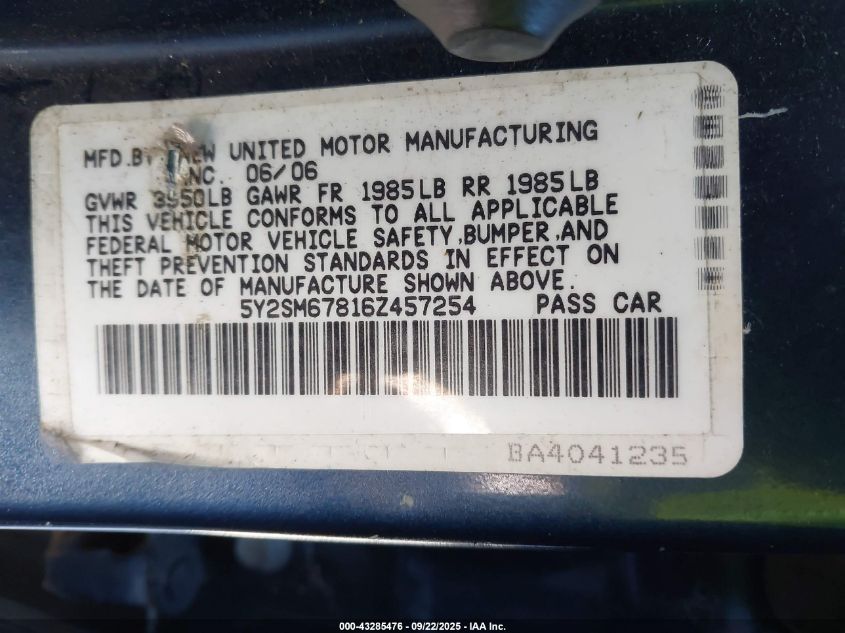 MFD.BY NEW UNITED MOTOR MANUFACTURING
INC. 06/06
GVWR 3950LB GAWR FR 1985LB RR 1985LB
THIS VEHICLE CONFORMS TO ALL APPLICABLE
FEDERAL MOTOR VEHICLE SAFETY,BUMPER,AND
THEFT PREVENTION STANDARDS IN EFFECT ON
THE DATE OF MANUFACTURE SHOWN ABOVE.
5Y2SM67816Z457254 PASS CAR
BA4041235
000-43285476 - 09/22/2025 - IAA Inc.